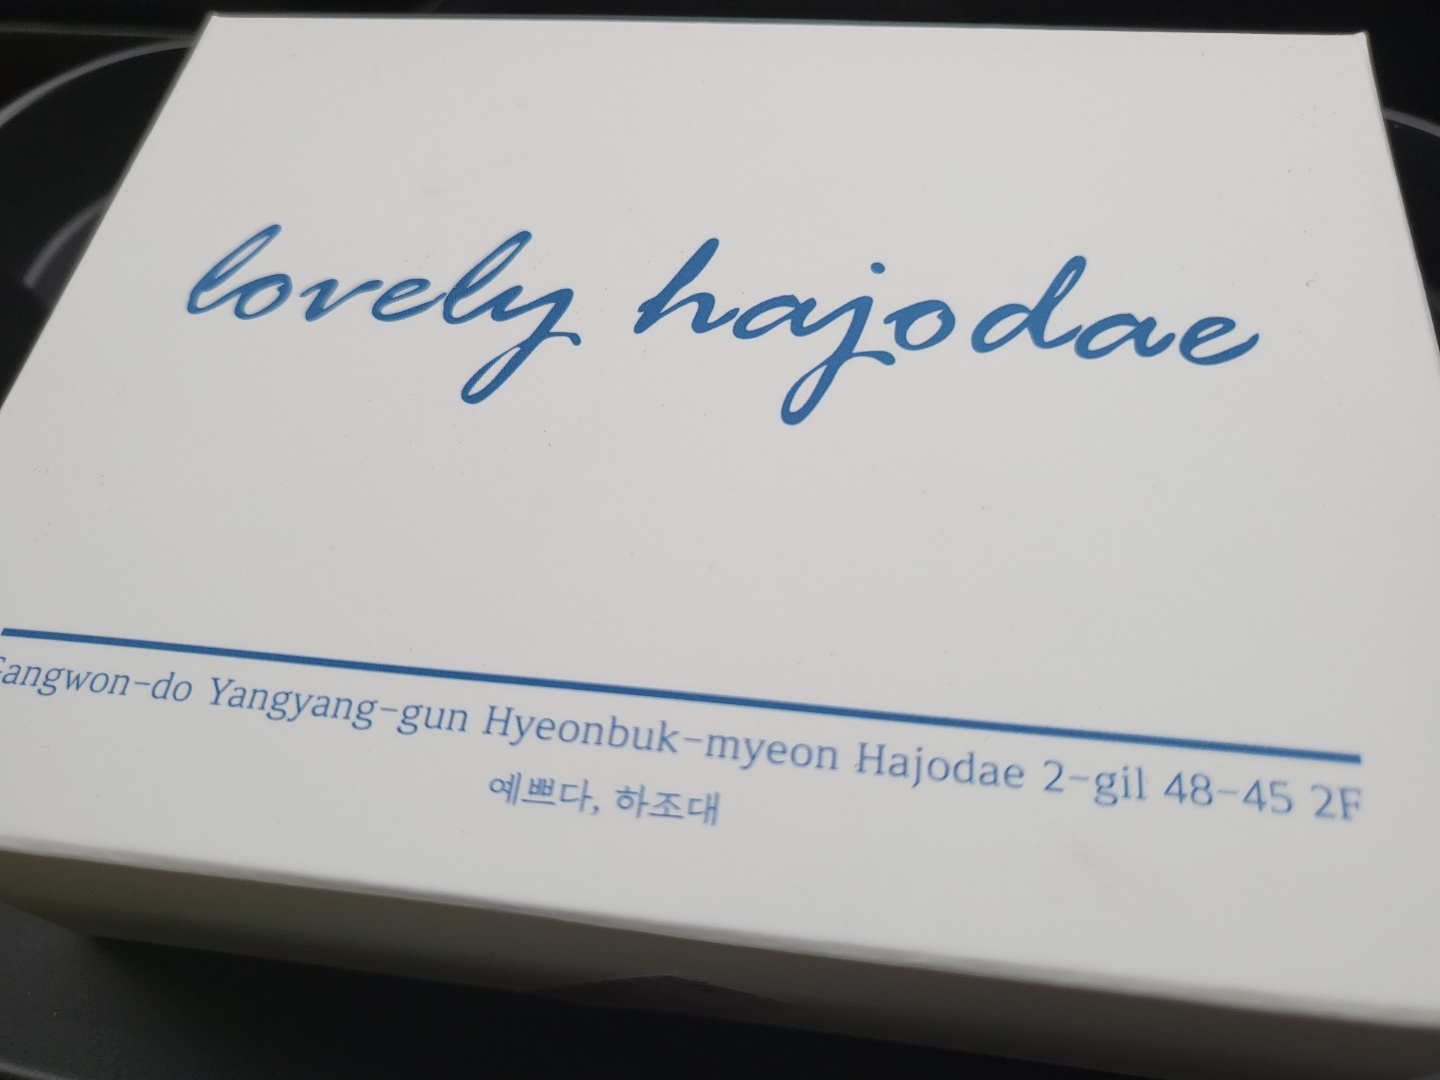 lovely hajodae
Gangwon-do Yangyang-gun Hyeonbuk-myeon Hajodae 2-gil 48-45 2F
예쁘다, 하조대